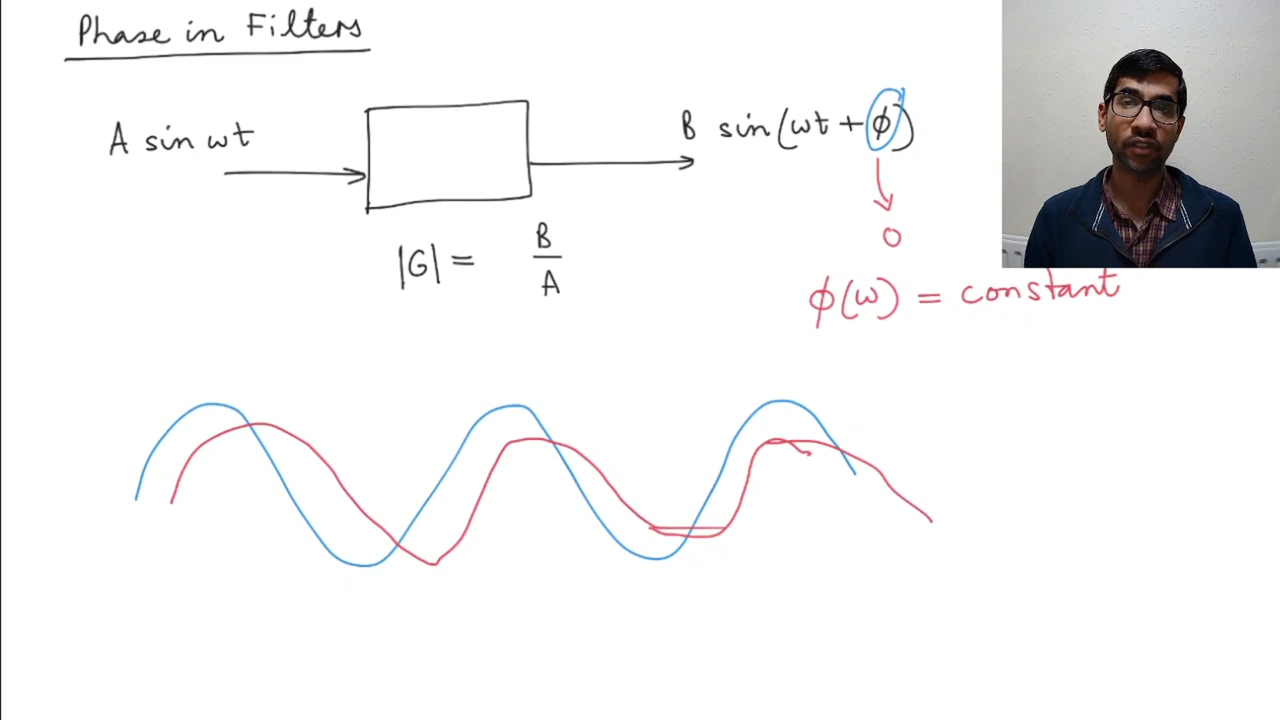 Phase in Filters
A sin ωt
B sin(ωt + ϕ)
|G| = B/A
0
ϕ(ω) = constant